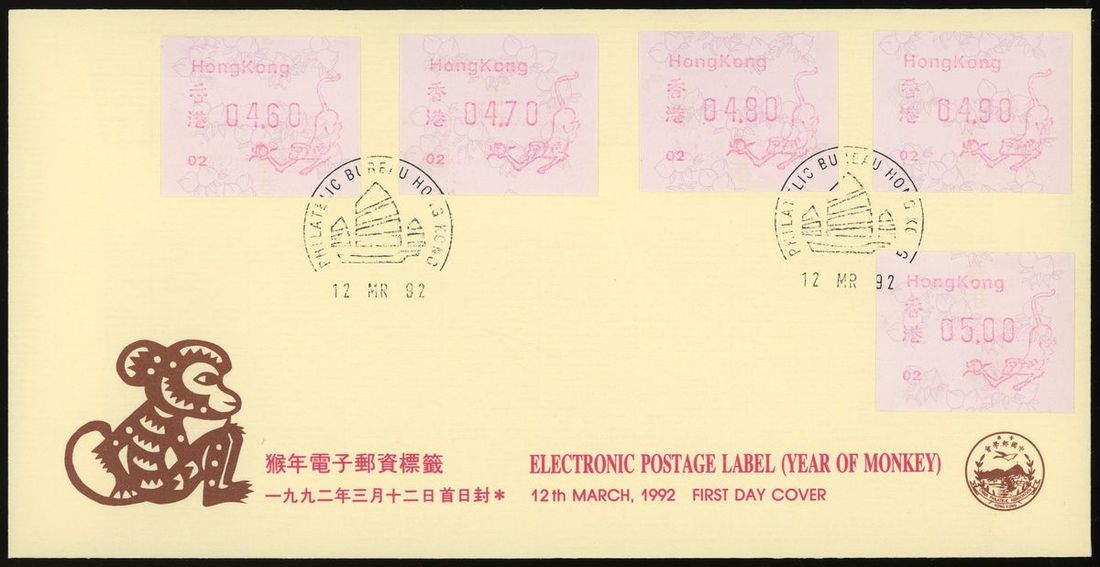 HongKong
香港
04.60
02
HongKong
香港
04.70
02
HongKong
香港
04.80
02
HongKong
香港
04.90
02
PHILATELIC BUREAU HONG KONG
12 MR 92
PHILATELIC BUREAU HONG KONG
12 MR 92
HongKong
香港
05.00
02
猴年電子郵資標籤
一九九二年三月十二日首日封*
ELECTRONIC POSTAGE LABEL (YEAR OF MONKEY)
12th MARCH, 1992 FIRST DAY COVER
HONG KONG